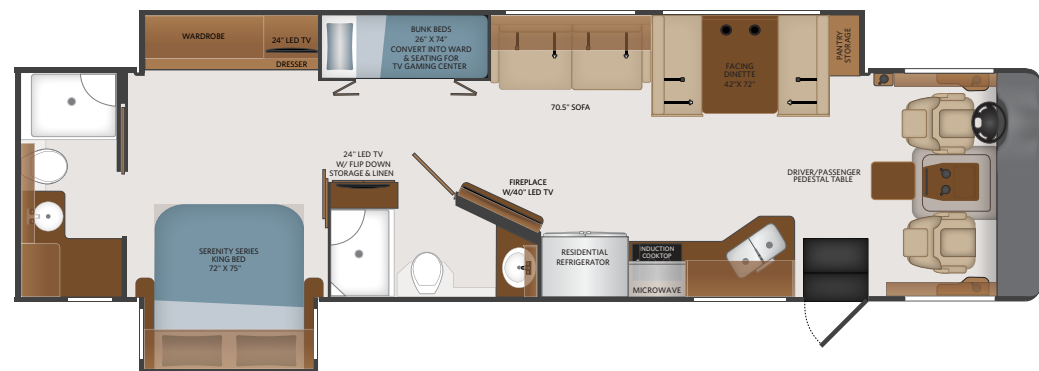 WARDROBE
24" LED TV
DRESSER
BUNK BEDS
26" X 74"
CONVERT INTO WARD
& SEATING FOR
TV GAMING CENTER
70.5" SOFA
FACING
DINETTE
42"X 72"
PANTRY
STORAGE
24" LED TV
W/ FLIP DOWN
STORAGE & LINEN
FIREPLACE
W/40" LED TV
DRIVER/PASSENGER
PEDESTAL TABLE
SERENITY SERIES
KING BED
72" X 75"
RESIDENTIAL
REFRIGERATOR
INDUCTION
COOKTOP
MICROWAVE